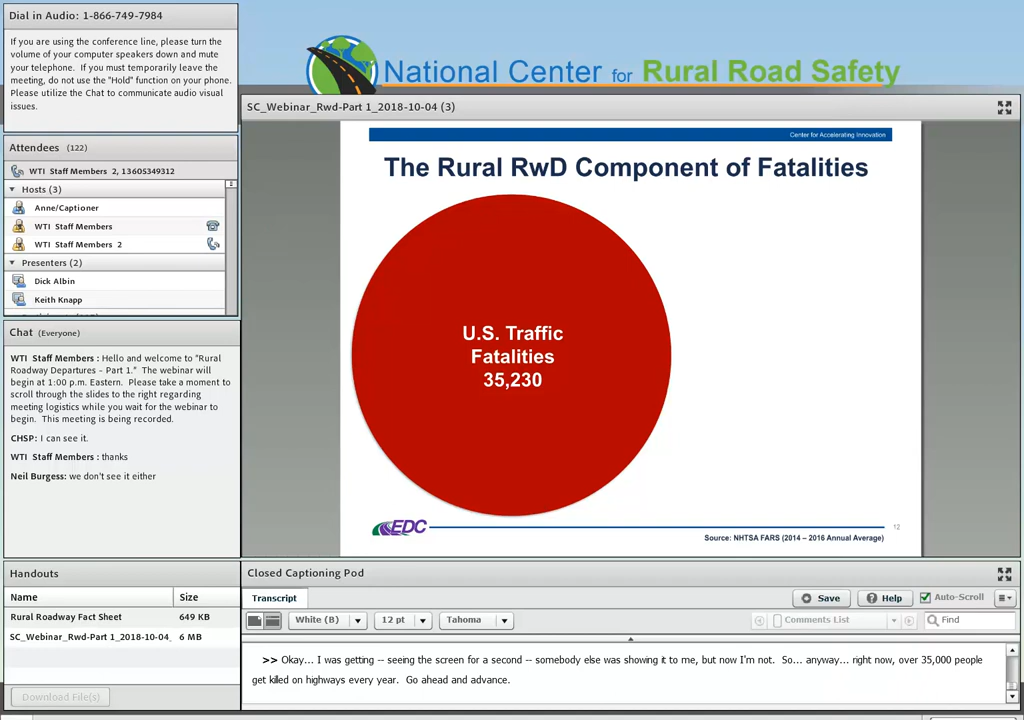 Dial in Audio: 1-866-749-7984
If you are using the conference line, please turn the
volume of your computer speakers down and mute
your telephone.  If you must temporarily leave the
meeting, do not use the "Hold" function on your phone.
Please utilize the Chat to communicate audio visual
issues.
Attendees (122)
WTI Staff Members 2, 13605349312
Hosts (3)
Anne/Captioner
WTI Staff Members
WTI Staff Members 2
Presenters (2)
Dick Albin
Keith Knapp
Chat (Everyone)
WTI Staff Members : Hello and welcome to "Rural
Roadway Departures – Part 1."  The webinar will
begin at 1:00 p.m. Eastern.  Please take a moment to
scroll through the slides to the right regarding
meeting logistics while you wait for the webinar to
begin.  This meeting is being recorded.
CHSP: I can see it.
WTI Staff Members : thanks
Neil Burgess: we don't see it either
Handouts
Name Size
Rural Roadway Fact Sheet 649 KB
SC_Webinar_Rwd-Part 1_2018-10-04_ 6 MB
Download File(s)
National Center for Rural Road Safety
SC_Webinar_Rwd-Part 1_2018-10-04 (3)
Center for Accelerating Innovation
The Rural RwD Component of Fatalities
U.S. Traffic
Fatalities
35,230
EDC
12
Source: NHTSA FARS (2014 – 2016 Annual Average)
Closed Captioning Pod
Transcript
Save
Help
Auto-Scroll
White (B)
12 pt
Tahoma
Comments List
Find
>> Okay... I was getting -- seeing the screen for a second -- somebody else was showing it to me, but now I'm not.  So... anyway... right now, over 35,000 people
get killed on highways every year.  Go ahead and advance.